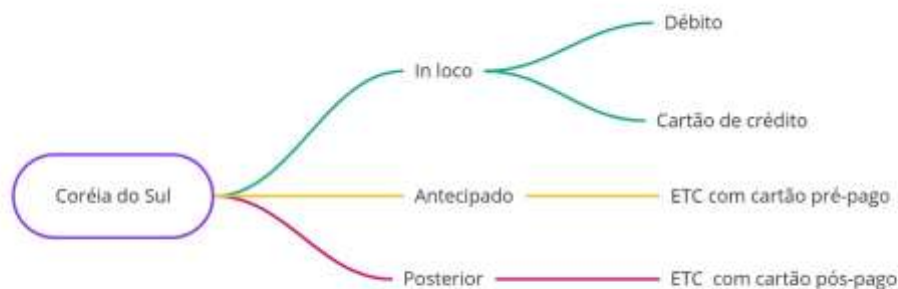 Débito
In loco
Cartão de crédito
Coréia do Sul
Antecipado
ETC com cartão pré-pago
Posterior
ETC com cartão pós-pago